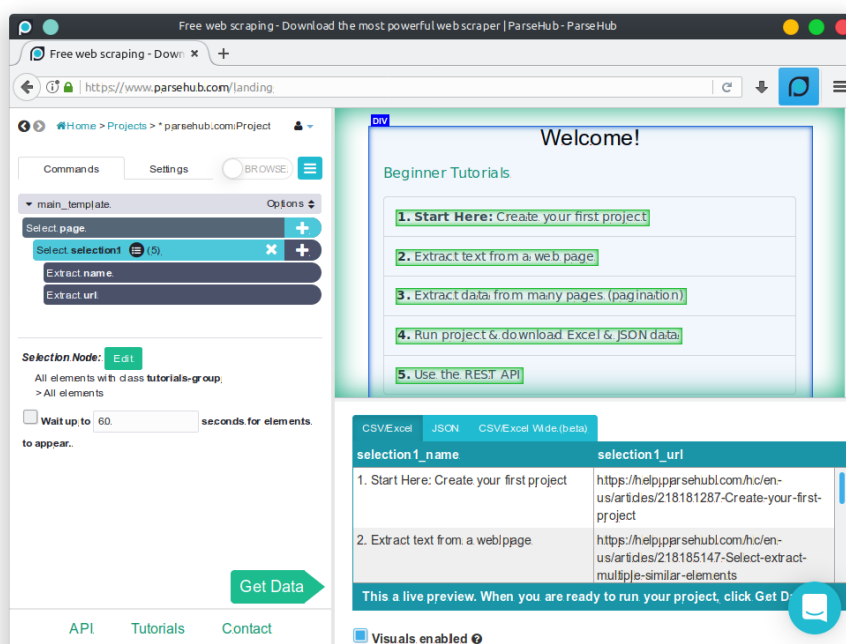 Free web scraping - Download the most powerful web scraper | ParseHub - ParseHub
Free web scraping - Down
https://www.parsehub.com/landing
Home > Projects > * parsehub.com Project
Commands
Settings
BROWSE
main_template
Options
Select page
Select selection1 (5)
Extract name
Extract url
Selection Node: Edit
All elements with class tutorials-group
> All elements
Wait up to 60 seconds for elements
to appear.
Get Data
API
Tutorials
Contact
DIV
Welcome!
Beginner Tutorials
1. Start Here: Create your first project
2. Extract text from a web page
3. Extract data from many pages (pagination)
4. Run project & download Excel & JSON data
5. Use the REST API
CSV/Excel JSON CSV/Excel Wide (beta)
selection1_name selection1_url
1. Start Here: Create your first project
https://help.parsehub.com/hc/en-
us/articles/218181287-Create-your-first-
project
2. Extract text from a webpage
https://help.parsehub.com/hc/en-
us/articles/218185147-Select-extract-
multiple-similar-elements
This a live preview. When you are ready to run your project, click Get
Visuals enabled